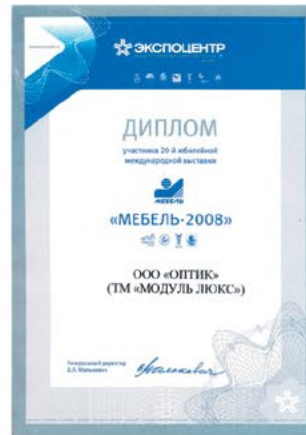 ЭКСПОЦЕНТР
ДИПЛОМ
участника 20-й юбилейной
международной выставки
МЕБЕЛЬ
«МЕБЕЛЬ-2008»
ООО «ОПТИК»
(ТМ «МОДУЛЬ ЛЮКС»)
Генеральный директор